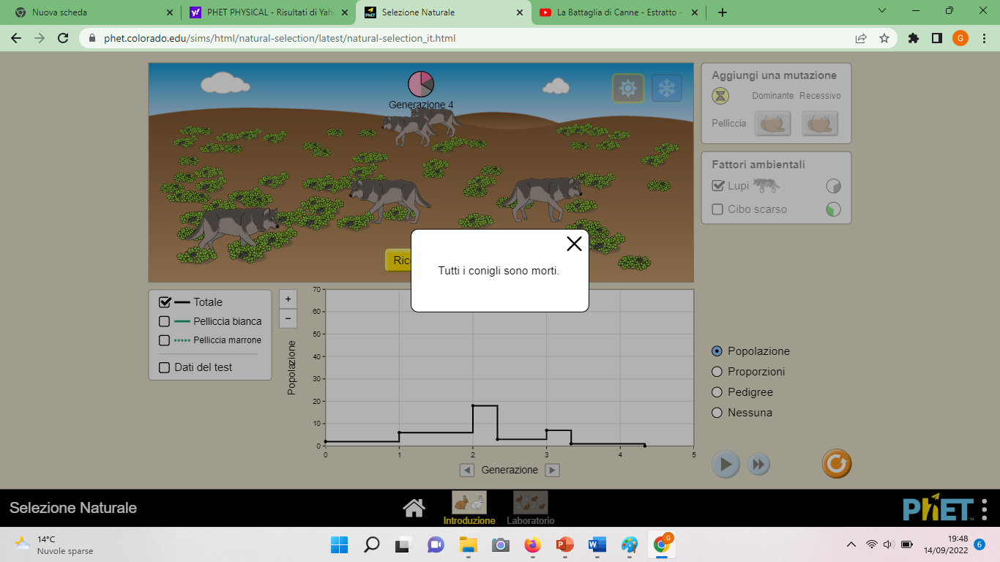 Nuova scheda
PHET PHYSICAL - Risultati di Yaho
Selezione Naturale
La Battaglia di Canne - Estratto -
phet.colorado.edu/sims/html/natural-selection/latest/natural-selection_it.html
G
Generazione 4
Aggiungi una mutazione
Dominante Recessivo
Pelliccia
Fattori ambientali
Lupi
Cibo scarso
Rico
Tutti i conigli sono morti.
Totale
Pelliccia bianca
Pelliccia marrone
Dati del test
+
−
Popolazione
70
60
50
40
30
20
10
0
0 1 2 3 4 5
Generazione
Popolazione
Proporzioni
Pedigree
Nessuna
Selezione Naturale
Introduzione
Laboratorio
PhET
14°C
Nuvole sparse
19:48
14/09/2022
6